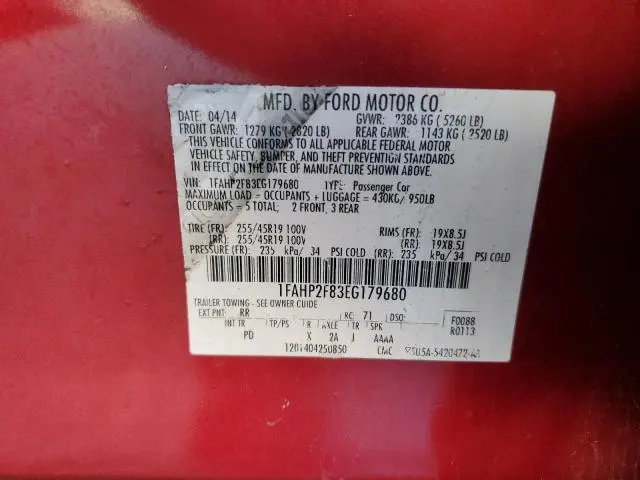 MFD. BY FORD MOTOR CO.
DATE: 04/14 GVWR: 2386 KG ( 5260 LB)
FRONT GAWR: 1279 KG ( 2820 LB) REAR GAWR: 1143 KG ( 2520 LB)
THIS VEHICLE CONFORMS TO ALL APPLICABLE FEDERAL MOTOR
VEHICLE SAFETY, BUMPER, AND THEFT PREVENTION STANDARDS
IN EFFECT ON THE DATE OF MANUFACTURE SHOWN ABOVE.
VIN: 1FAHP2F83EG179680 TYPE: Passenger Car
MAXIMUM LOAD = OCCUPANTS + LUGGAGE = 430KG/ 950LB
OCCUPANTS = 5 TOTAL; 2 FRONT, 3 REAR
TIRE (FR): 255/45R19 100V RIMS (FR): 19X8.5J
(RR): 255/45R19 100V (RR): 19X8.5J
PRESSURE (FR): 235 kPa/ 34 PSI COLD (RR): 235 kPa/ 34 PSI COLD
1FAHP2F83EG179680
TRAILER TOWING - SEE OWNER GUIDE
EXT PNT: RR RC: 71 DSO: F0088
INT TR TP/PS R AXLE TR SPR R0113
PD X 2A J AAAA
1201404250850 CMC